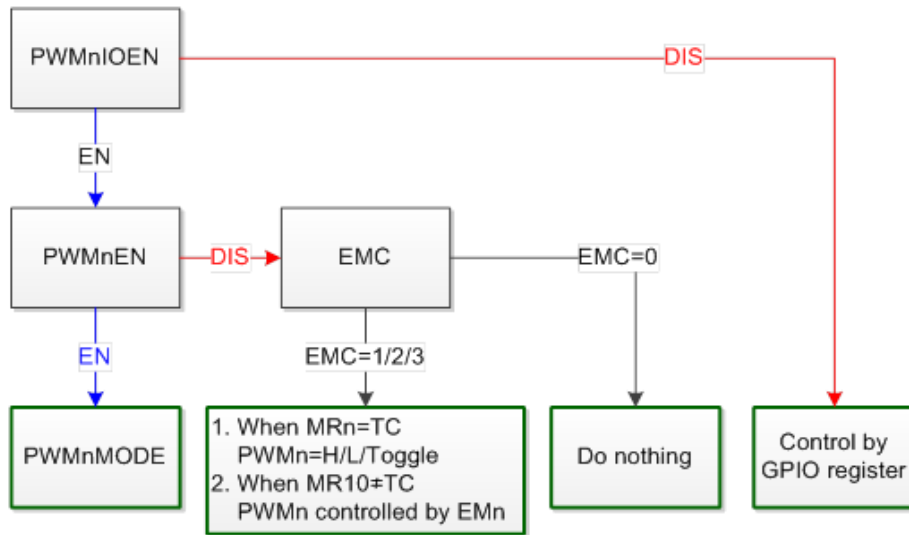 PWMnIOEN
DIS
EN
PWMnEN
DIS
EMC
EMC=0
EN
EMC=1/2/3
PWMnMODE
1. When MRn=TC
PWMn=H/L/Toggle
2. When MR10≠TC
PWMn controlled by EMn
Do nothing
Control by
GPIO register